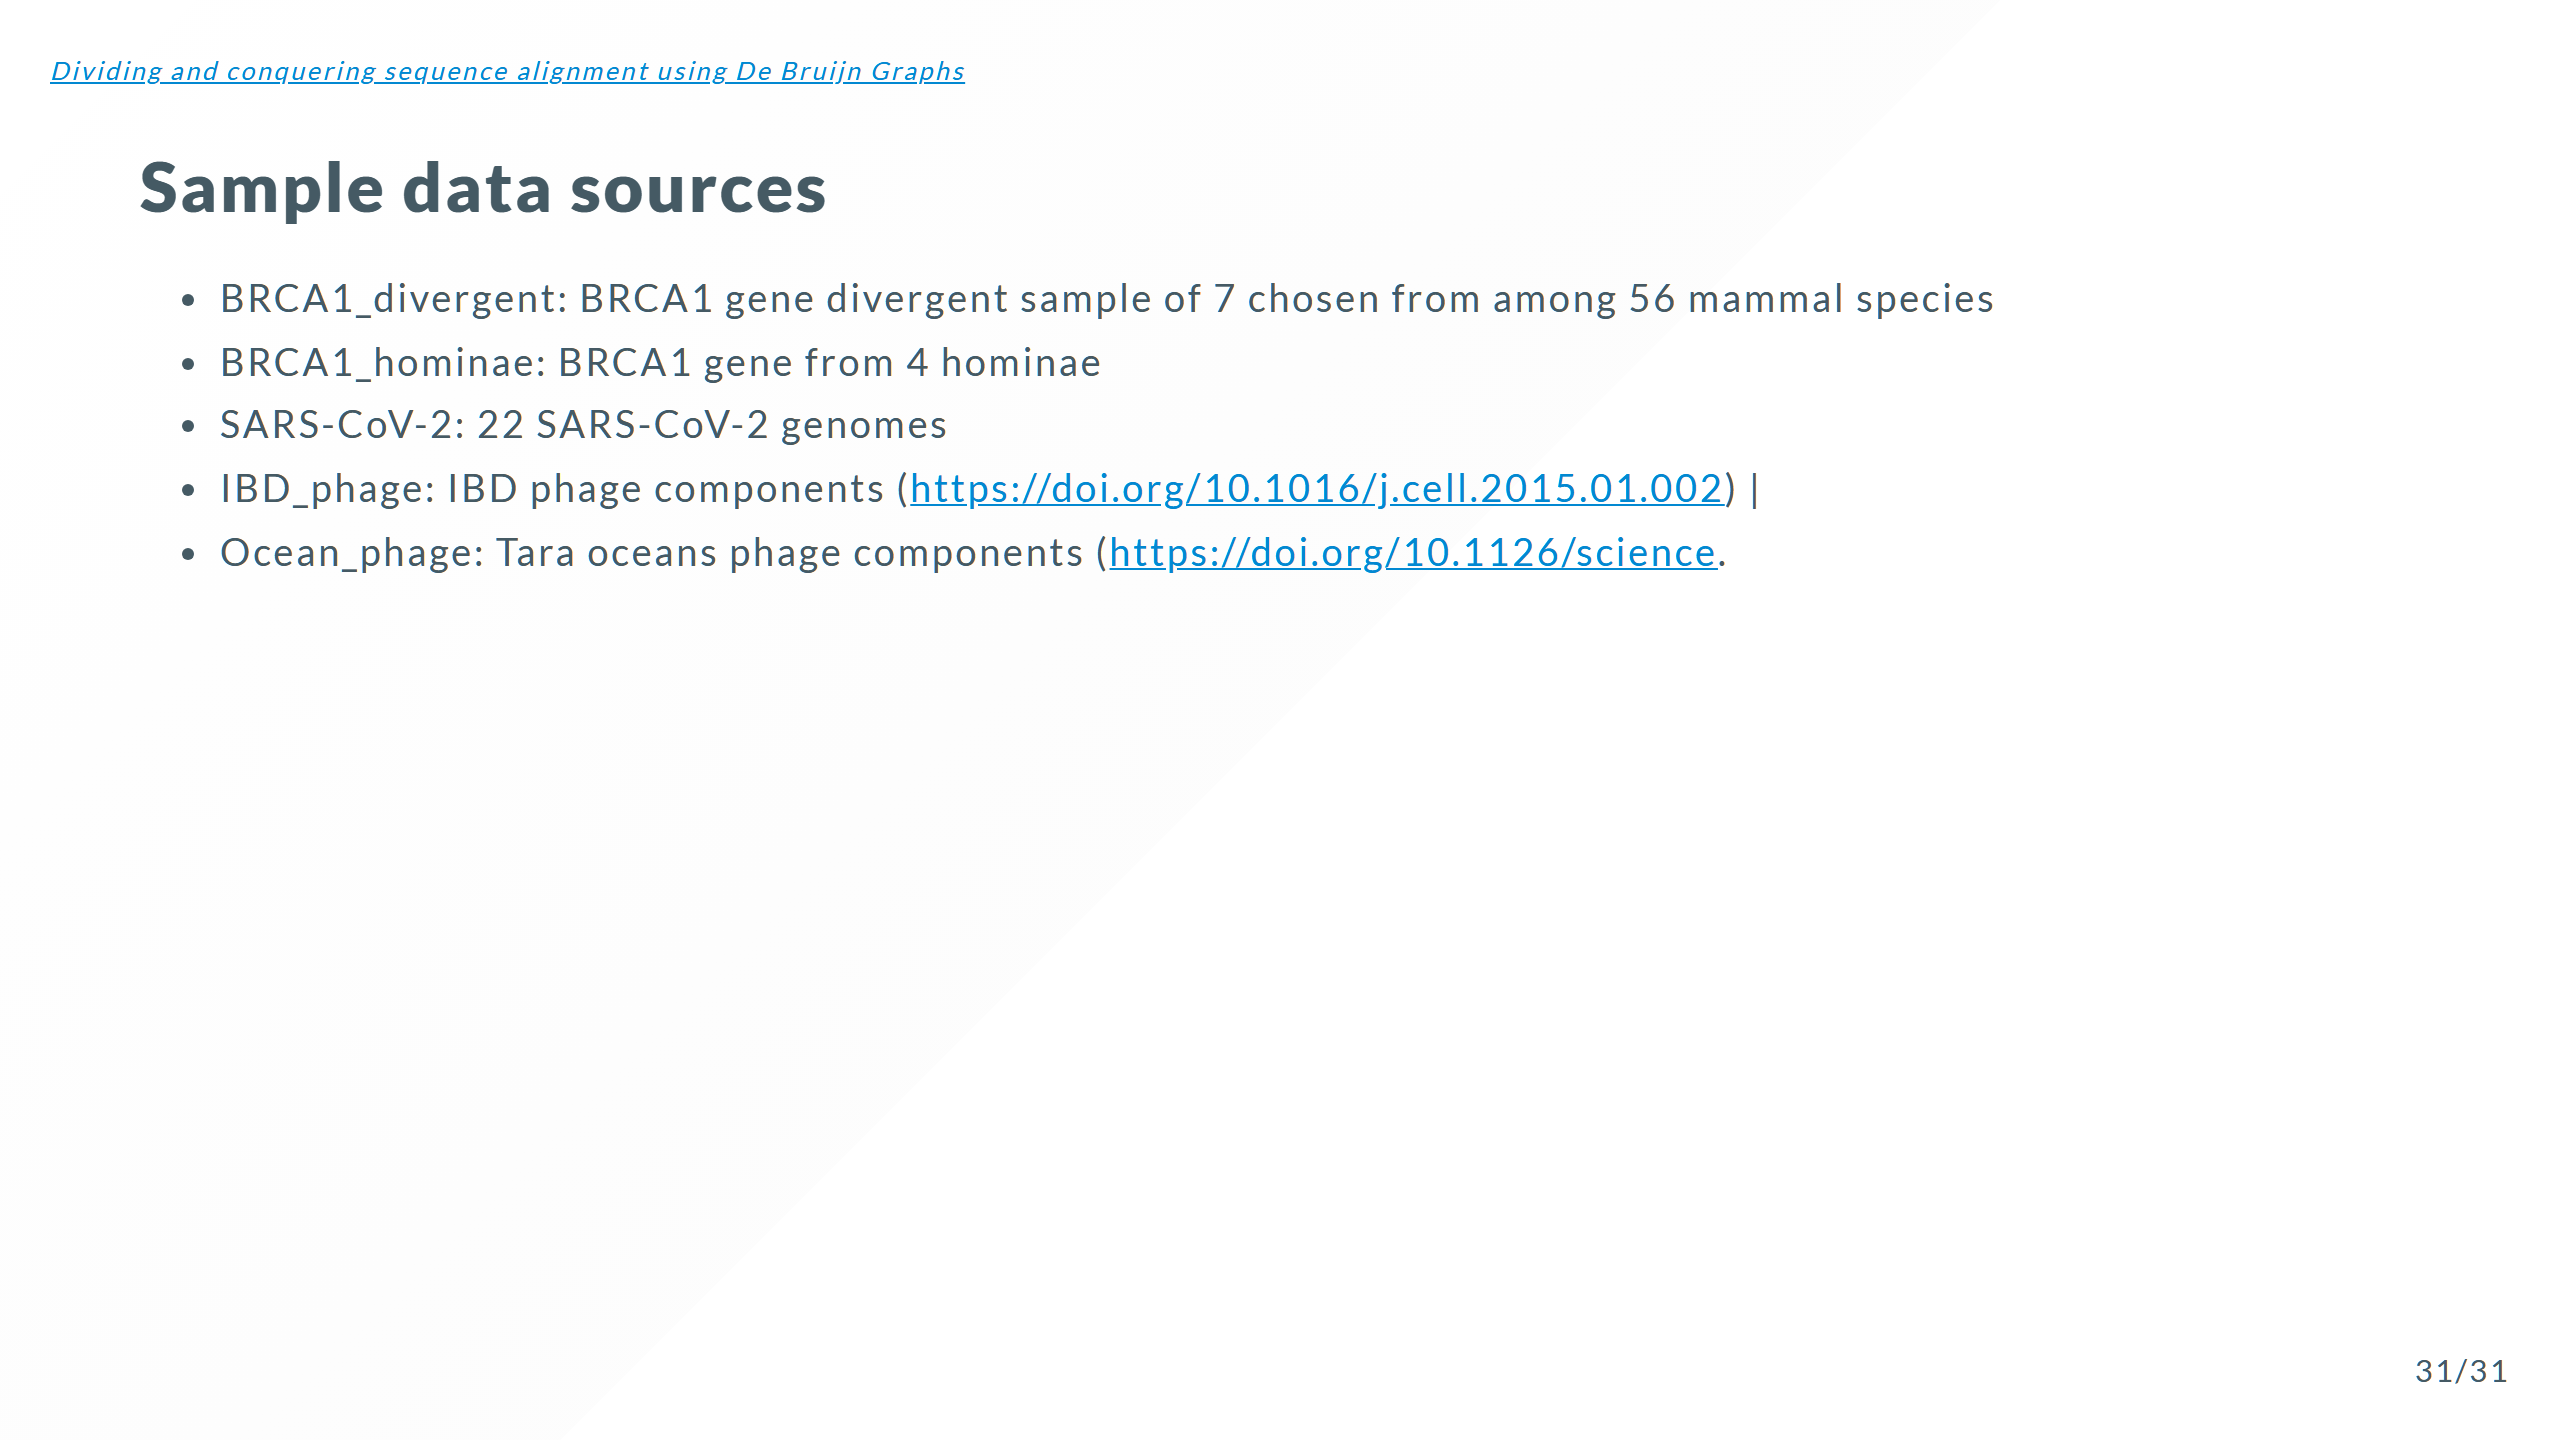 Dividing and conquering sequence alignment using De Bruijn Graphs
Sample data sources
• BRCA1_divergent: BRCA1 gene divergent sample of 7 chosen from among 56 mammal species
• BRCA1_hominae: BRCA1 gene from 4 hominae
• SARS-CoV-2: 22 SARS-CoV-2 genomes
• IBD_phage: IBD phage components (https://doi.org/10.1016/j.cell.2015.01.002) |
• Ocean_phage: Tara oceans phage components (https://doi.org/10.1126/science.
31/31